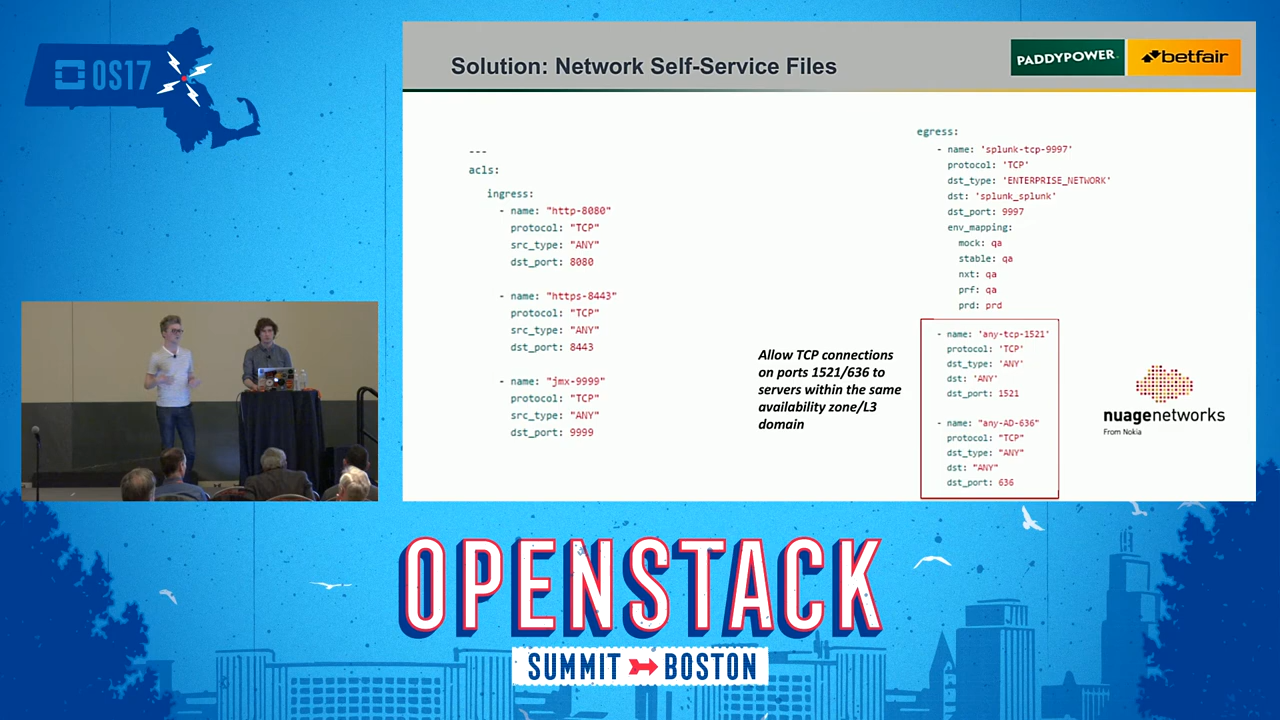 OS17
Solution: Network Self-Service Files
PADDYPOWER.
betfair
---
acls:
ingress:
- name: "http-8080"
protocol: "TCP"
src_type: "ANY"
dst_port: 8080
- name: "https-8443"
protocol: "TCP"
src_type: "ANY"
dst_port: 8443
- name: "jmx-9999"
protocol: "TCP"
src_type: "ANY"
dst_port: 9999
egress:
- name: 'splunk-tcp-9997'
protocol: 'TCP'
dst_type: 'ENTERPRISE_NETWORK'
dst: 'splunk_splunk'
dst_port: 9997
env_mapping:
mock: qa
stable: qa
nxt: qa
prf: qa
prd: prd
Allow TCP connections
on ports 1521/636 to
servers within the same
availability zone/L3
domain
- name: 'any-tcp-1521'
protocol: 'TCP'
dst_type: 'ANY'
dst: 'ANY'
dst_port: 1521
- name: "any-AD-636"
protocol: "TCP"
dst_type: "ANY"
dst: "ANY"
dst_port: 636
nuagenetworks
From Nokia
OPENSTACK
SUMMIT BOSTON